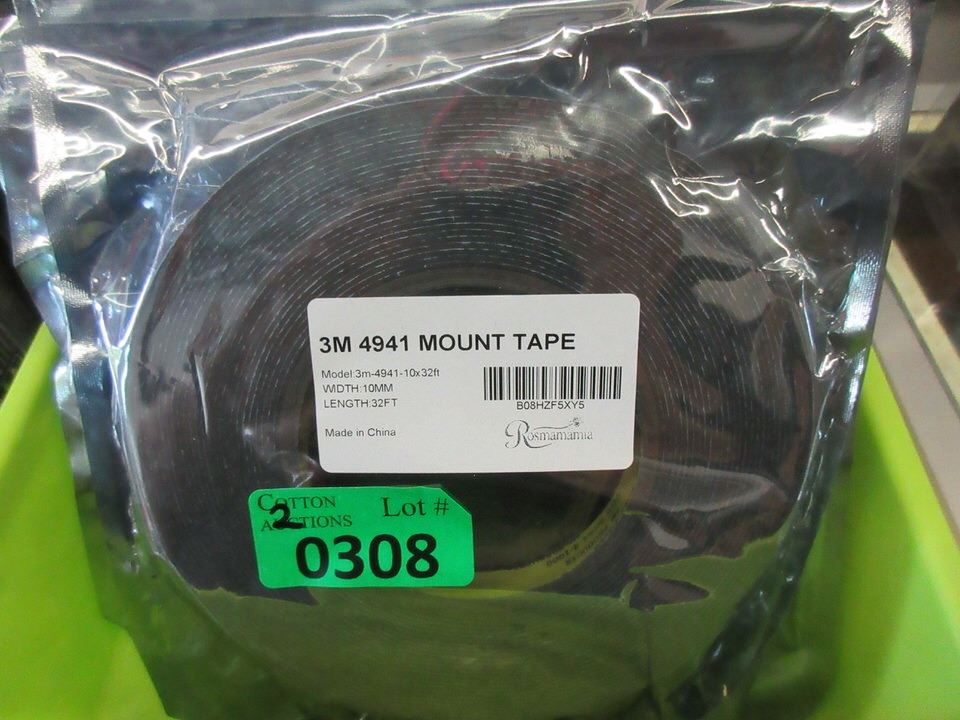 3M 4941 MOUNT TAPE
Model:3m-4941-10x32ft
WIDTH:10MM
LENGTH:32FT
B08HZF5XY5
Made in China
Rosmamamia
COTTON
AUCTIONS
Lot #
2
0308